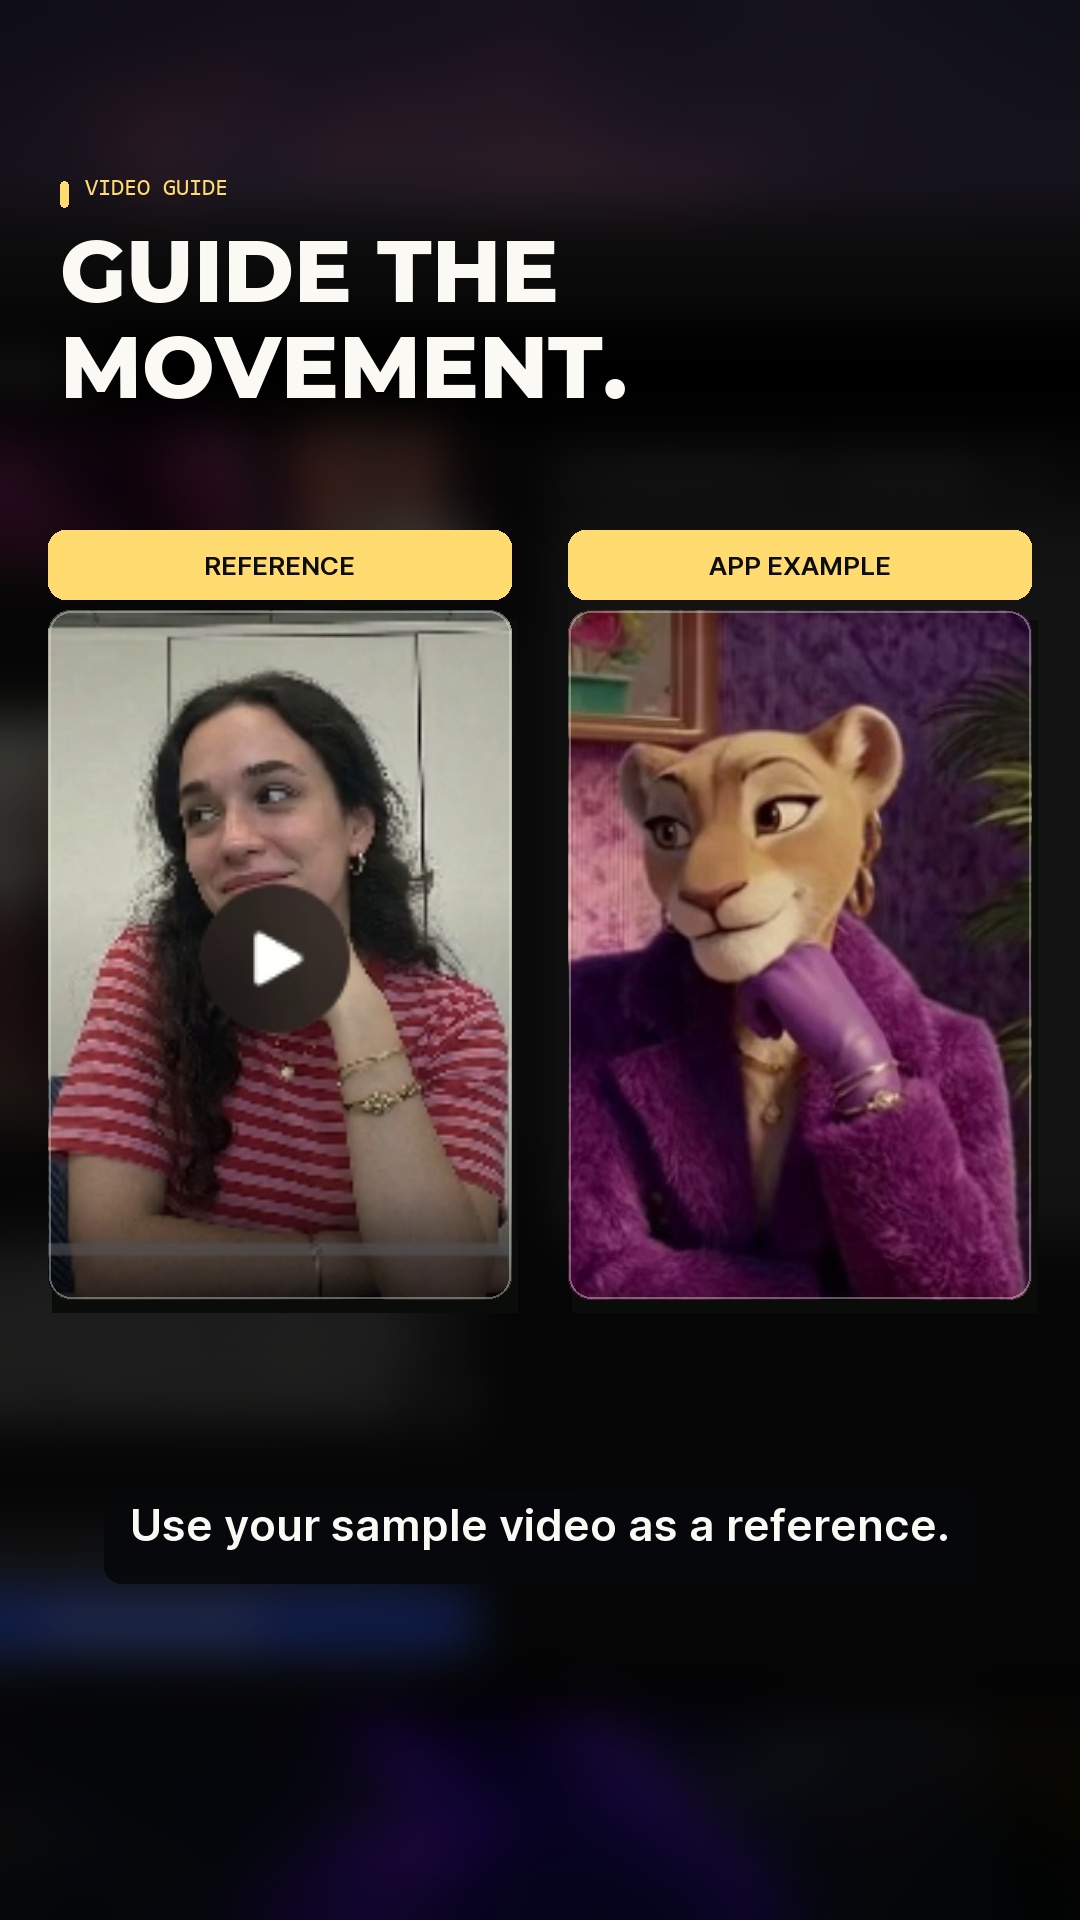 VIDEO GUIDE
GUIDE THE
MOVEMENT.
REFERENCE
APP EXAMPLE
Use your sample video as a reference.